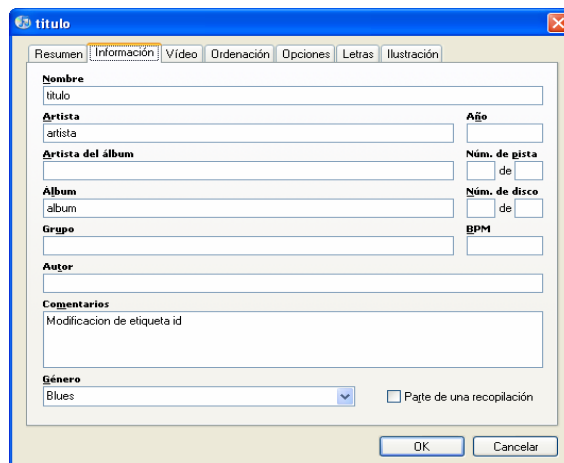 titulo
Resumen Información Vídeo Ordenación Opciones Letras Ilustración
Nombre
titulo
Artista Año
artista
Artista del álbum Núm. de pista
de
Álbum Núm. de disco
album de
Grupo BPM
Autor
Comentarios
Modificacion de etiqueta id
Género
Blues Parte de una recopilación
OK Cancelar